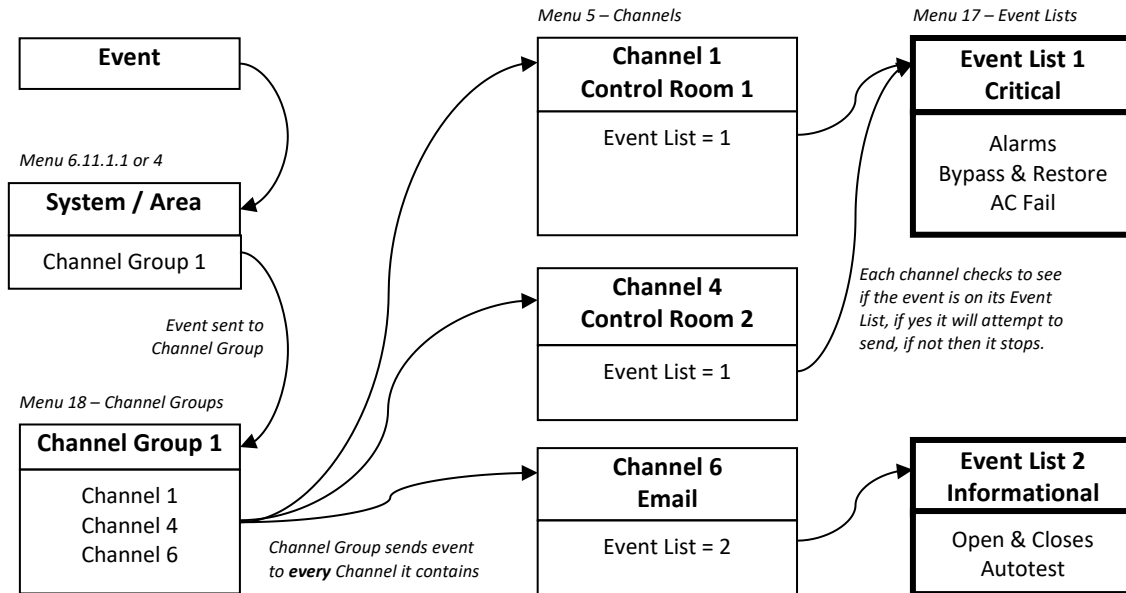 Event
Menu 6.11.1.1 or 4
System / Area
Channel Group 1
Event sent to
Channel Group
Menu 18 – Channel Groups
Channel Group 1
Channel 1
Channel 4
Channel 6
Channel Group sends event
to every Channel it contains
Menu 5 – Channels
Channel 1
Control Room 1
Event List = 1
Channel 4
Control Room 2
Event List = 1
Channel 6
Email
Event List = 2
Menu 17 – Event Lists
Event List 1
Critical
Alarms
Bypass & Restore
AC Fail
Each channel checks to see
if the event is on its Event
List, if yes it will attempt to
send, if not then it stops.
Event List 2
Informational
Open & Closes
Autotest